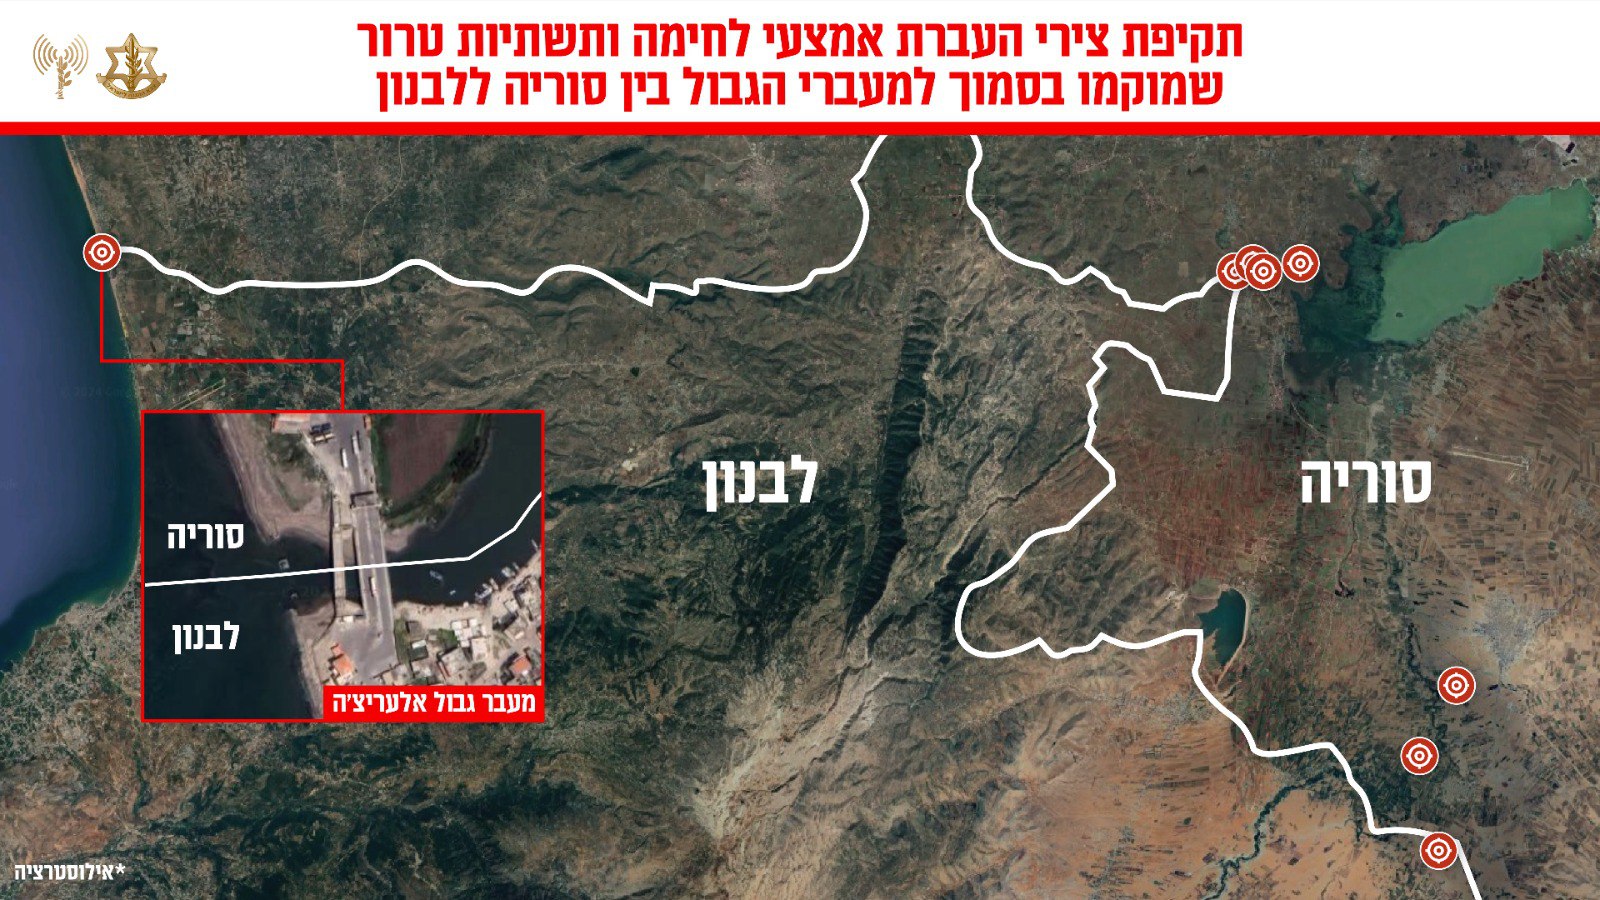 תקיפת צירי העברת אמצעי לחימה ותשתיות טרור
שמוקמו בסמוך למעברי הגבול בין סוריה ללבנון
לבנון
סוריה
סוריה
לבנון
מעבר גבול אלעריצ'ה
*אילוסטרציה